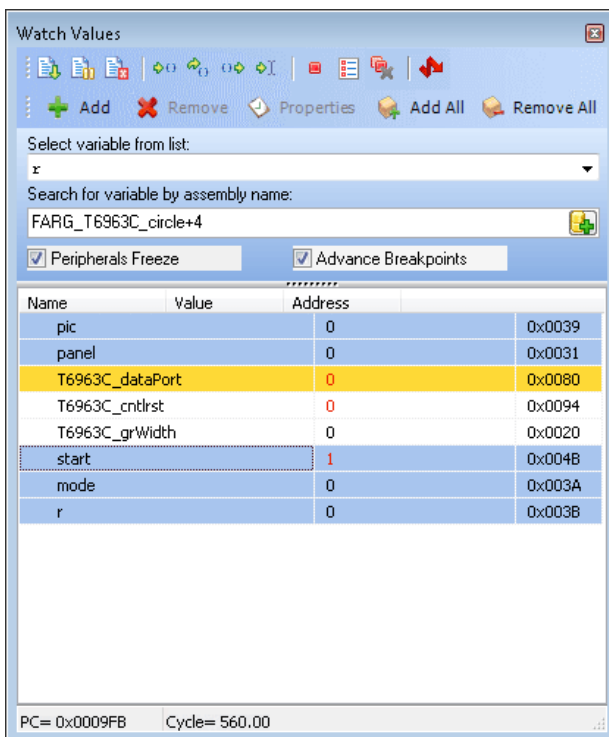 Watch Values
Add Remove Properties Add All Remove All
Select variable from list:
r
Search for variable by assembly name:
FARG_T6963C_circle+4
Peripherals Freeze Advance Breakpoints
Name Value Address
pic 0 0x0039
panel 0 0x0031
T6963C_dataPort 0 0x0080
T6963C_cntlrst 0 0x0094
T6963C_grWidth 0 0x0020
start 1 0x004B
mode 0 0x003A
r 0 0x003B
PC= 0x0009FB Cycle= 560.00